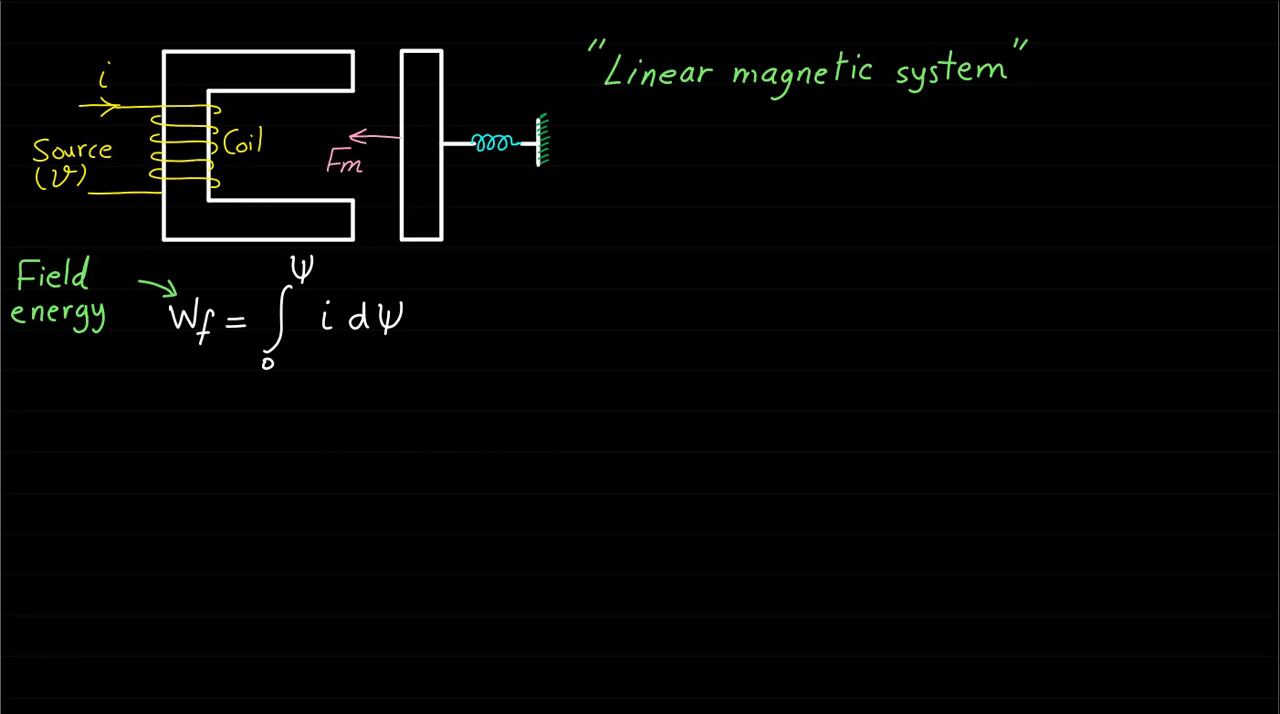 "Linear magnetic system"
i
Coil
Source
(v)
Fm
Field
energy
Wf = ∫₀^Ψ i dΨ